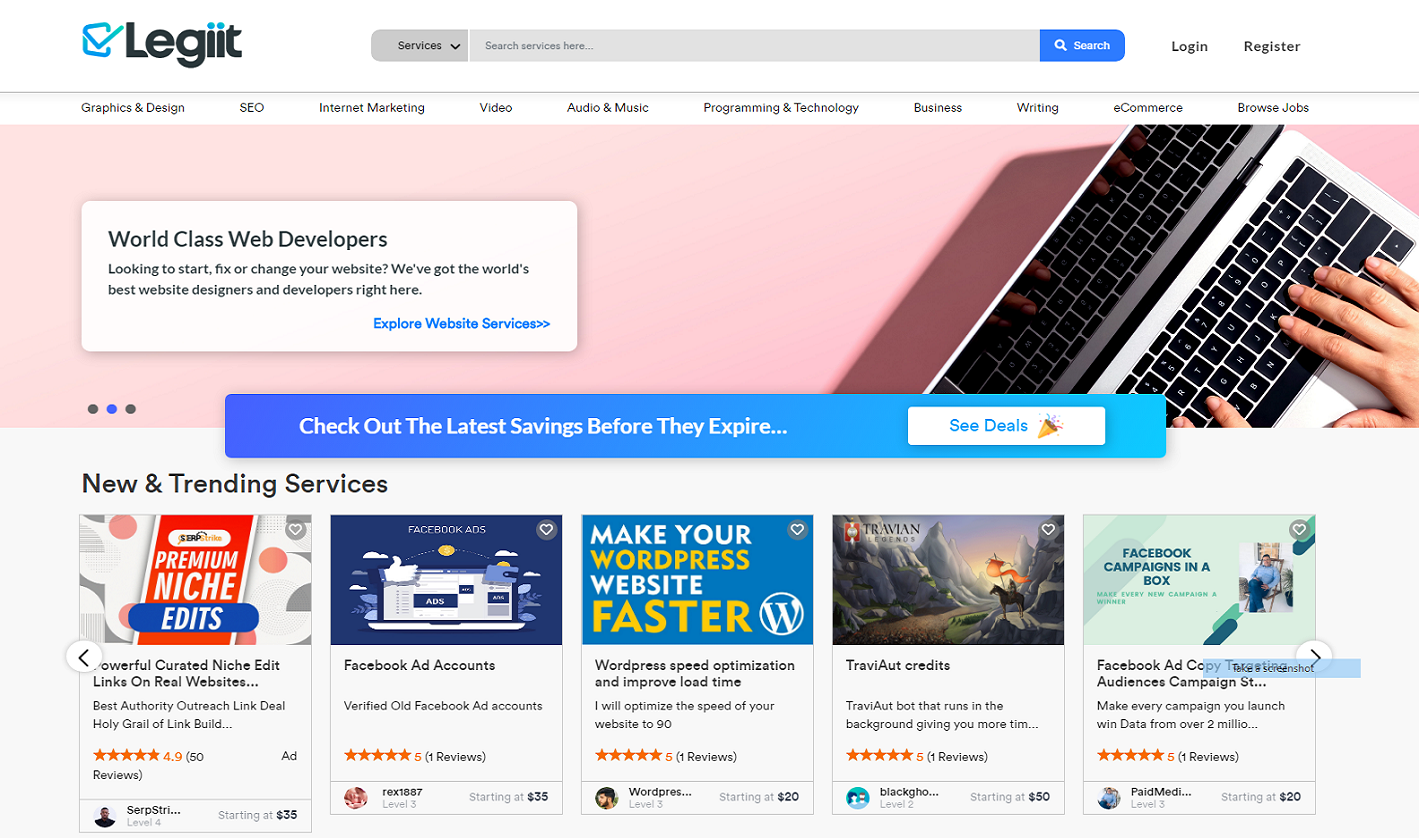 Legiit
Services
Search services here...
Search
Login
Register
Graphics & Design
SEO
Internet Marketing
Video
Audio & Music
Programming & Technology
Business
Writing
eCommerce
Browse Jobs
World Class Web Developers
Looking to start, fix or change your website? We've got the world's
best website designers and developers right here.
Explore Website Services>>
Check Out The Latest Savings Before They Expire...
See Deals
New & Trending Services
SERPStrike
PREMIUM
NICHE
EDITS
Powerful Curated Niche Edit
Links On Real Websites...
Best Authority Outreach Link Deal
Holy Grail of Link Build...
4.9 (50
Reviews)
Ad
SerpStri...
Level 4
Starting at $35
FACEBOOK ADS
ADS
ADS
ADS
Facebook Ad Accounts
Verified Old Facebook Ad accounts
5 (1 Reviews)
rex1887
Level 3
Starting at $35
MAKE YOUR
WORDPRESS
WEBSITE
FASTER
Wordpress speed optimization
and improve load time
I will optimize the speed of your
website to 90
5 (1 Reviews)
Wordpres...
Level 3
Starting at $20
TRAVIAN
LEGENDS
TraviAut credits
TraviAut bot that runs in the
background giving you more tim...
5 (1 Reviews)
blackgho...
Level 2
Starting at $50
FACEBOOK
CAMPAIGNS IN A
BOX
MAKE EVERY NEW CAMPAIGN A
WINNER
Facebook Ad Copy Targeting
Take a screenshot
Audiences Campaign St...
Make every campaign you launch
win Data from over 2 millio...
5 (1 Reviews)
PaidMedi...
Level 3
Starting at $20